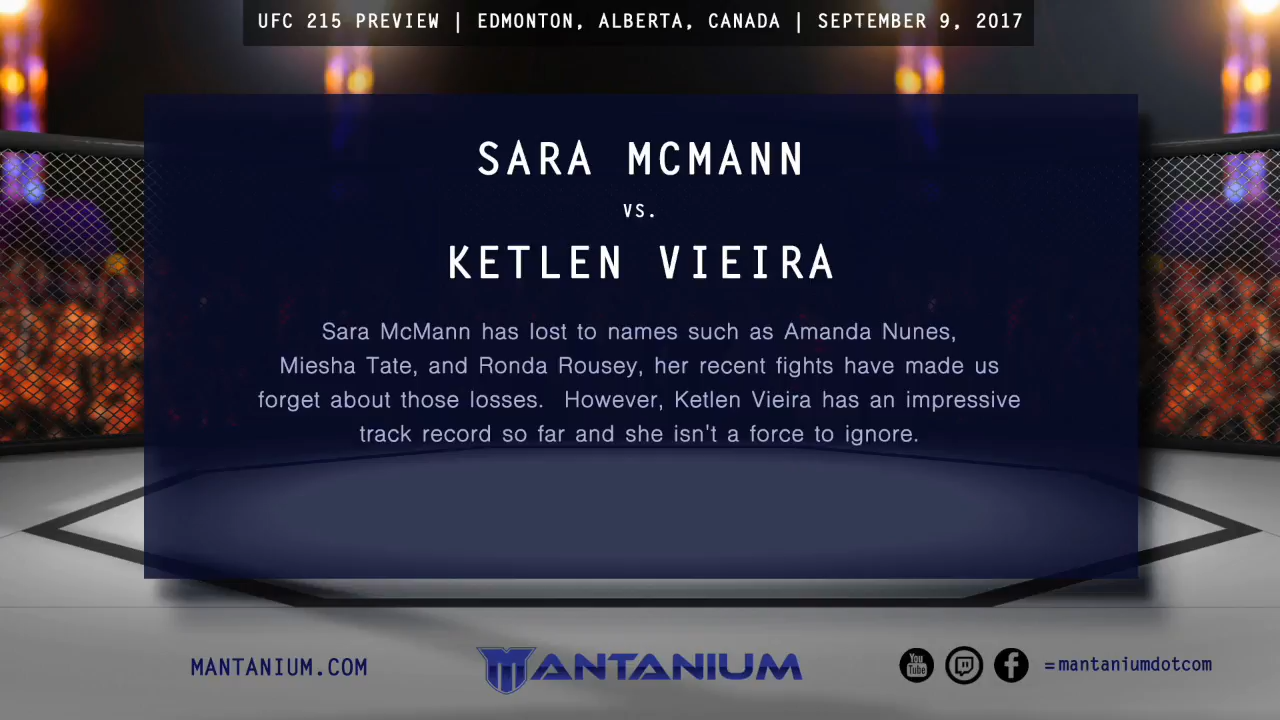 UFC 215 PREVIEW | EDMONTON, ALBERTA, CANADA | SEPTEMBER 9, 2017
SARA MCMANN
VS.
KETLEN VIEIRA
Sara McMann has lost to names such as Amanda Nunes,
Miesha Tate, and Ronda Rousey, her recent fights have made us
forget about those losses.  However, Ketlen Vieira has an impressive
track record so far and she isn't a force to ignore.
MANTANIUM.COM
MANTANIUM
You Tube
=mantaniumdotcom